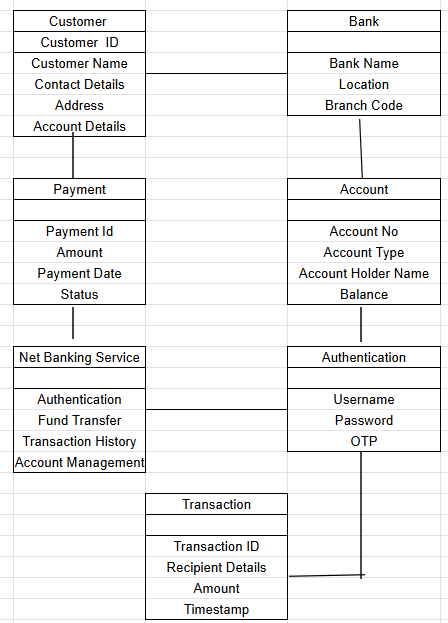 Customer
Customer  ID
Customer Name
Contact Details
Address
Account Details
Bank
Bank Name
Location
Branch Code
Payment
Payment Id
Amount
Payment Date
Status
Account
Account No
Account Type
Account Holder Name
Balance
Net Banking Service
Authentication
Fund Transfer
Transaction History
Account Management
Authentication
Username
Password
OTP
Transaction
Transaction ID
Recipient Details
Amount
Timestamp